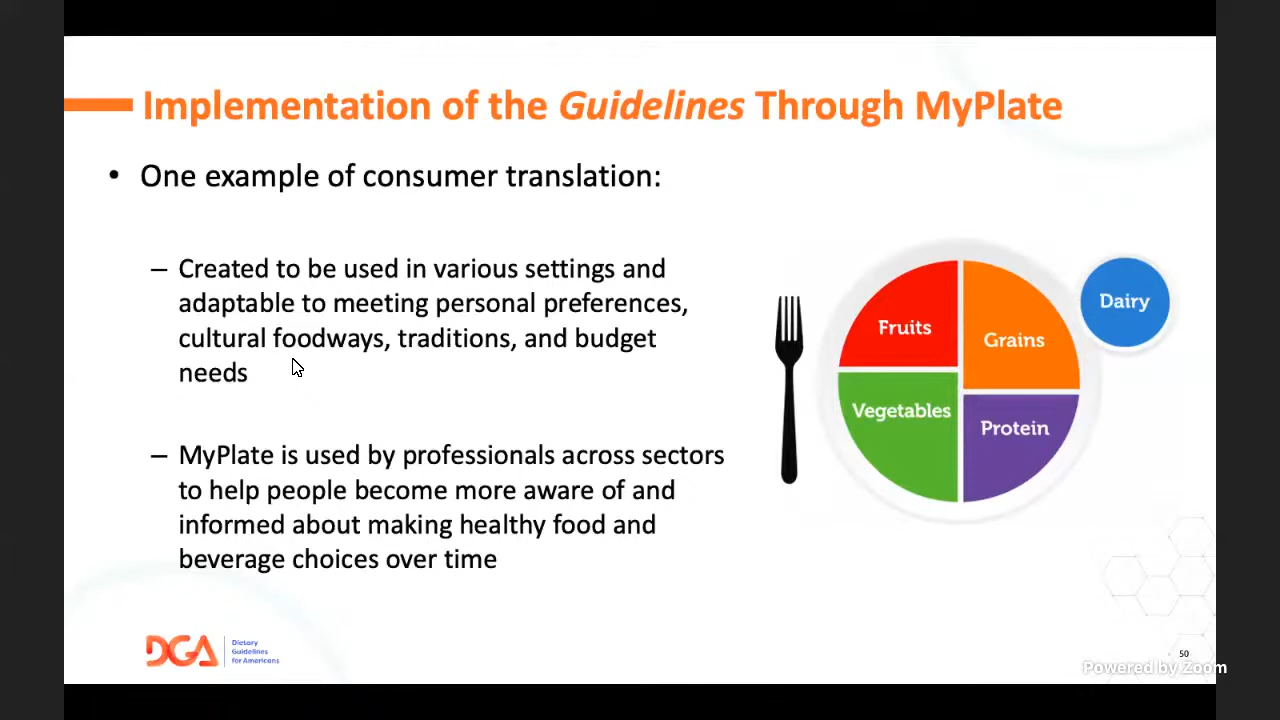 Implementation of the Guidelines Through MyPlate
• One example of consumer translation:
– Created to be used in various settings and
adaptable to meeting personal preferences,
cultural foodways, traditions, and budget
needs
– MyPlate is used by professionals across sectors
to help people become more aware of and
informed about making healthy food and
beverage choices over time
Fruits
Grains
Dairy
Vegetables
Protein
DGA
Dietary
Guidelines
for Americans
50
Powered by Zoom